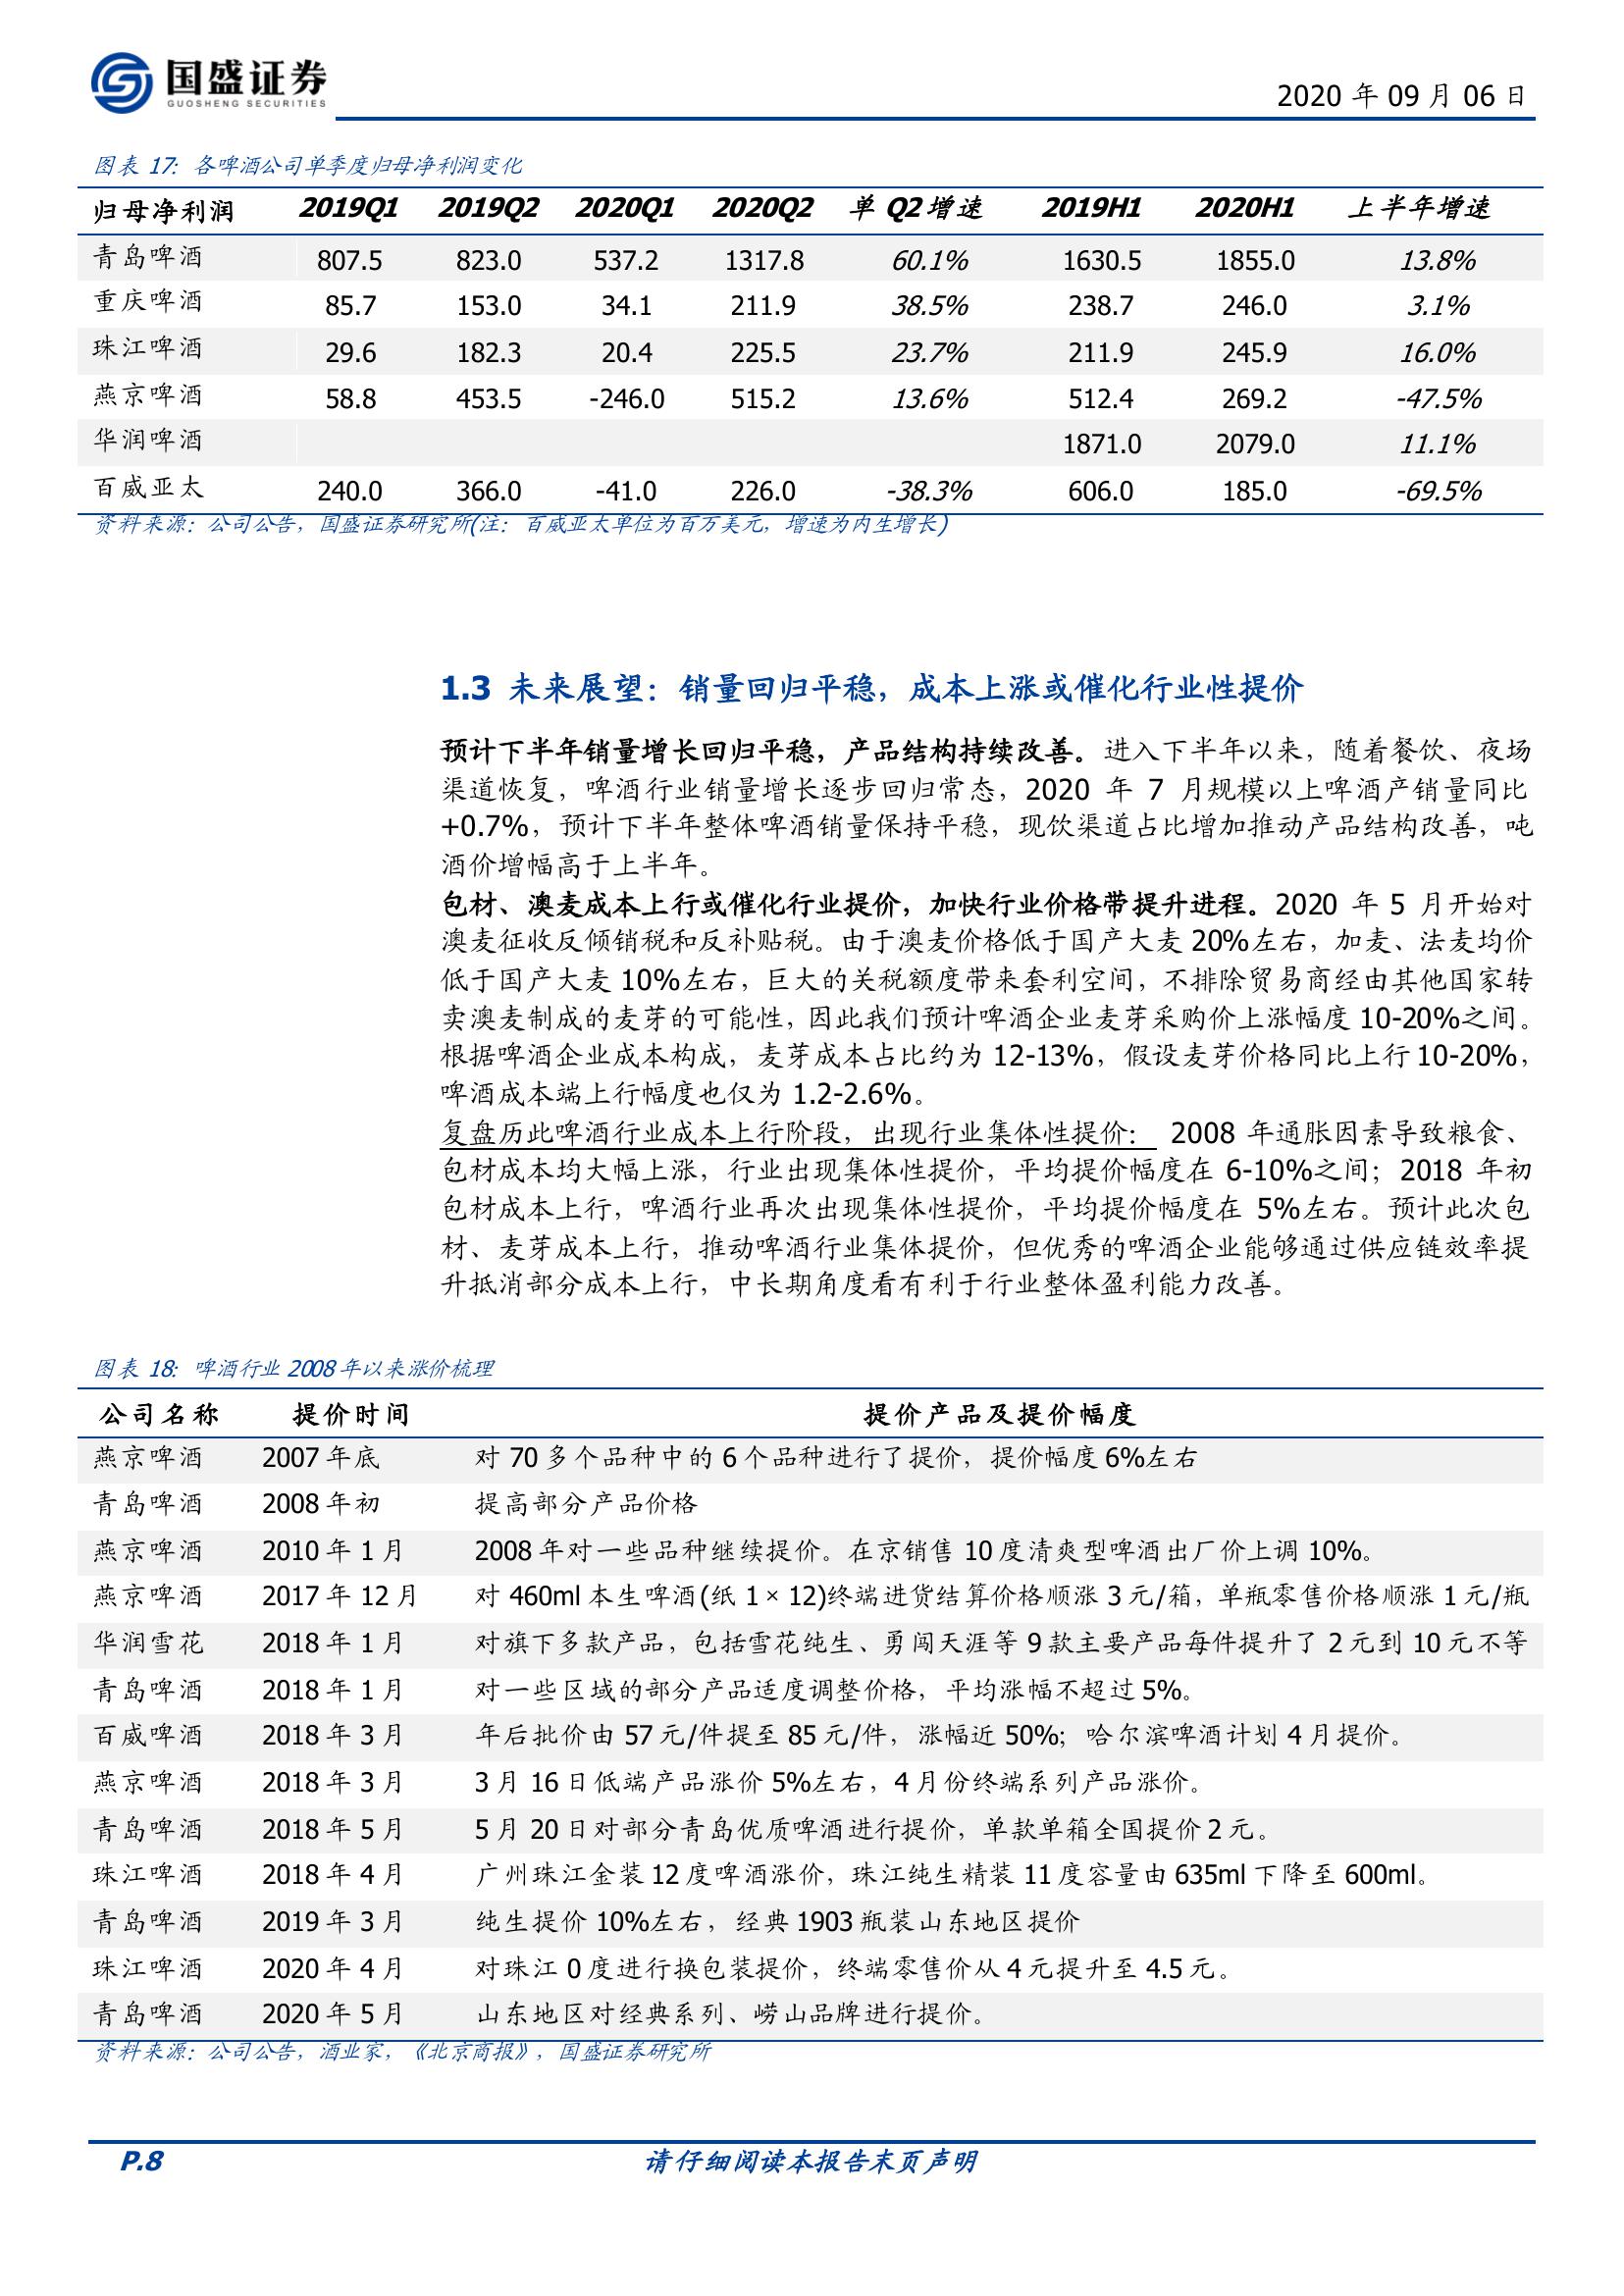 国盛证券
GUOSHENG SECURITIES
2020 年 09 月 06 日
图表 17：各啤酒公司单季度归母净利润变化
归母净利润 2019Q1 2019Q2 2020Q1 2020Q2 单 Q2 增速 2019H1 2020H1 上半年增速
青岛啤酒 807.5 823.0 537.2 1317.8 60.1% 1630.5 1855.0 13.8%
重庆啤酒 85.7 153.0 34.1 211.9 38.5% 238.7 246.0 3.1%
珠江啤酒 29.6 182.3 20.4 225.5 23.7% 211.9 245.9 16.0%
燕京啤酒 58.8 453.5 -246.0 515.2 13.6% 512.4 269.2 -47.5%
华润啤酒 1871.0 2079.0 11.1%
百威亚太 240.0 366.0 -41.0 226.0 -38.3% 606.0 185.0 -69.5%
资料来源：公司公告，国盛证券研究所(注：百威亚太单位为百万美元，增速为内生增长)
1.3 未来展望：销量回归平稳，成本上涨或催化行业性提价
预计下半年销量增长回归平稳，产品结构持续改善。进入下半年以来，随着餐饮、夜场
渠道恢复，啤酒行业销量增长逐步回归常态，2020 年 7 月规模以上啤酒产销量同比
+0.7%，预计下半年整体啤酒销量保持平稳，现饮渠道占比增加推动产品结构改善，吨
酒价增幅高于上半年。
包材、澳麦成本上行或催化行业提价，加快行业价格带提升进程。2020 年 5 月开始对
澳麦征收反倾销税和反补贴税。由于澳麦价格低于国产大麦 20%左右，加麦、法麦均价
低于国产大麦 10%左右，巨大的关税额度带来套利空间，不排除贸易商经由其他国家转
卖澳麦制成的麦芽的可能性，因此我们预计啤酒企业麦芽采购价上涨幅度 10-20%之间。
根据啤酒企业成本构成，麦芽成本占比约为 12-13%，假设麦芽价格同比上行 10-20%，
啤酒成本端上行幅度也仅为 1.2-2.6%。
复盘历此啤酒行业成本上行阶段，出现行业集体性提价： 2008 年通胀因素导致粮食、
包材成本均大幅上涨，行业出现集体性提价，平均提价幅度在 6-10%之间；2018 年初
包材成本上行，啤酒行业再次出现集体性提价，平均提价幅度在 5%左右。预计此次包
材、麦芽成本上行，推动啤酒行业集体提价，但优秀的啤酒企业能够通过供应链效率提
升抵消部分成本上行，中长期角度看有利于行业整体盈利能力改善。
图表 18：啤酒行业 2008 年以来涨价梳理
公司名称 提价时间 提价产品及提价幅度
燕京啤酒 2007 年底 对 70 多个品种中的 6 个品种进行了提价，提价幅度 6%左右
青岛啤酒 2008 年初 提高部分产品价格
燕京啤酒 2010 年 1 月 2008 年对一些品种继续提价。在京销售 10 度清爽型啤酒出厂价上调 10%。
燕京啤酒 2017 年 12 月 对 460ml 本生啤酒(纸 1 × 12)终端进货结算价格顺涨 3 元/箱，单瓶零售价格顺涨 1 元/瓶
华润雪花 2018 年 1 月 对旗下多款产品，包括雪花纯生、勇闯天涯等 9 款主要产品每件提升了 2 元到 10 元不等
青岛啤酒 2018 年 1 月 对一些区域的部分产品适度调整价格，平均涨幅不超过 5%。
百威啤酒 2018 年 3 月 年后批价由 57 元/件提至 85 元/件，涨幅近 50%；哈尔滨啤酒计划 4 月提价。
燕京啤酒 2018 年 3 月 3 月 16 日低端产品涨价 5%左右，4 月份终端系列产品涨价。
青岛啤酒 2018 年 5 月 5 月 20 日对部分青岛优质啤酒进行提价，单款单箱全国提价 2 元。
珠江啤酒 2018 年 4 月 广州珠江金装 12 度啤酒涨价，珠江纯生精装 11 度容量由 635ml 下降至 600ml。
青岛啤酒 2019 年 3 月 纯生提价 10%左右，经典 1903 瓶装山东地区提价
珠江啤酒 2020 年 4 月 对珠江 0 度进行换包装提价，终端零售价从 4 元提升至 4.5 元。
青岛啤酒 2020 年 5 月 山东地区对经典系列、崂山品牌进行提价。
资料来源：公司公告，酒业家，《北京商报》，国盛证券研究所
P.8 请仔细阅读本报告末页声明